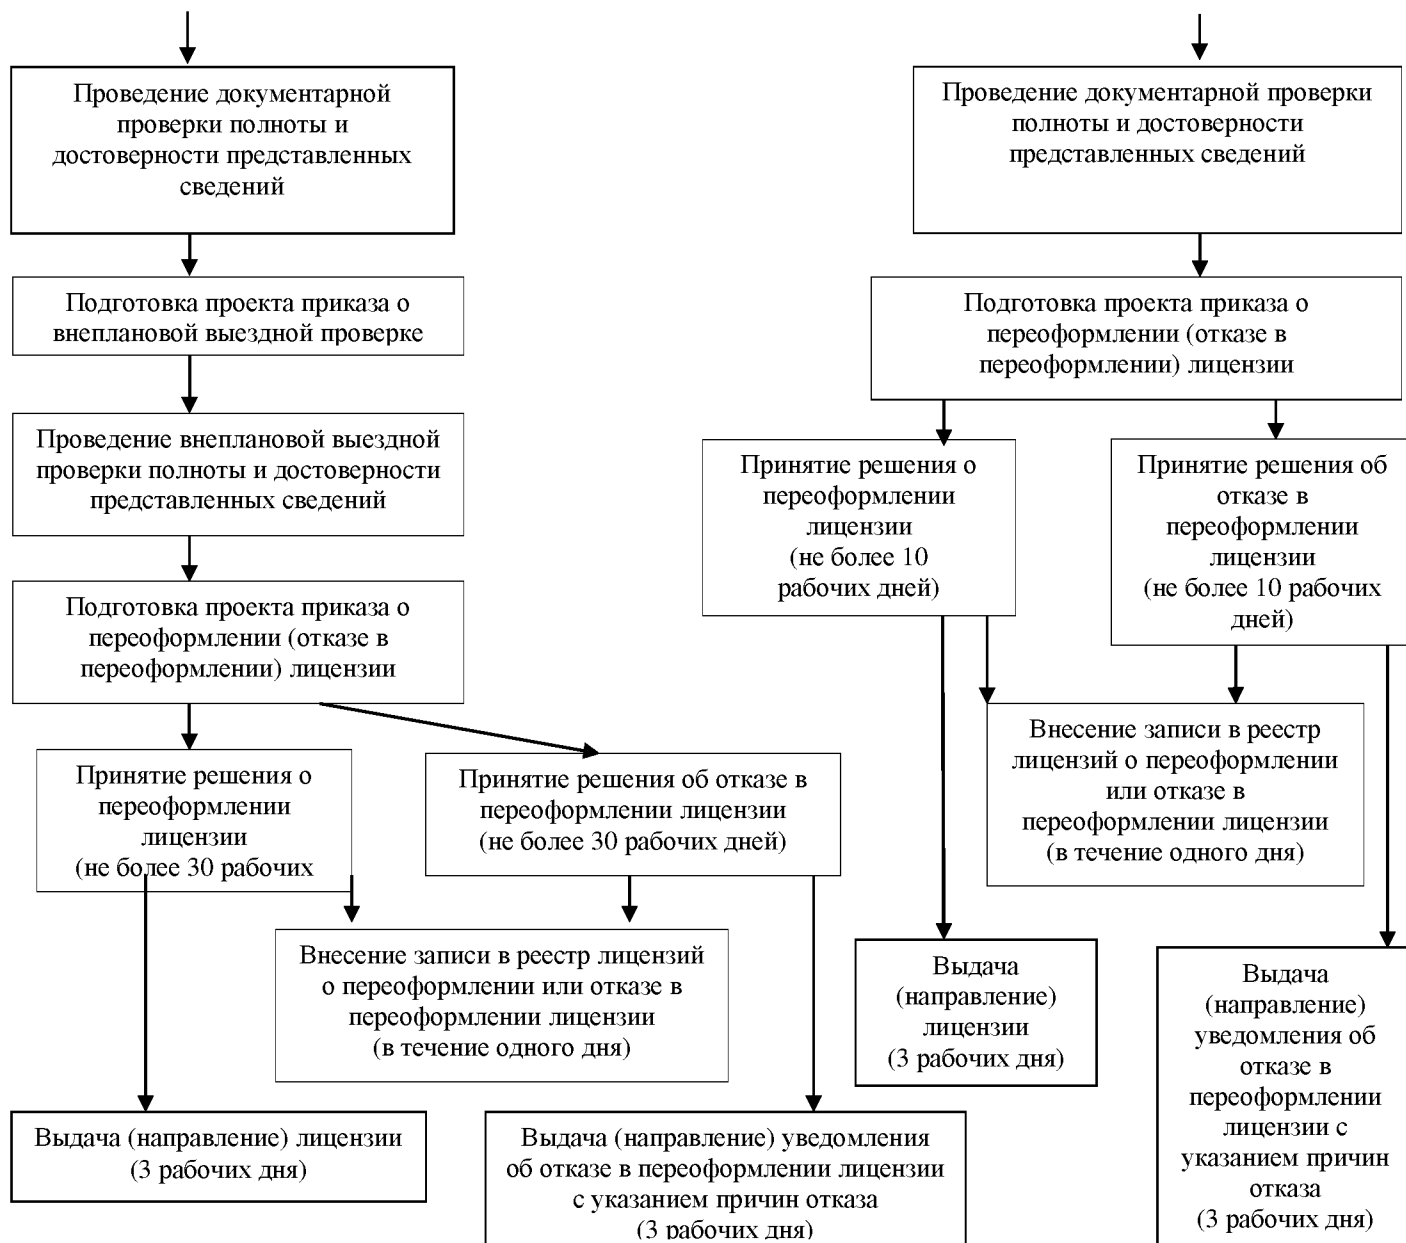 Проведение документарной
проверки полноты и
достоверности представленных
сведений
Подготовка проекта приказа о
внеплановой выездной проверке
Проведение внеплановой выездной
проверки полноты и достоверности
представленных сведений
Подготовка проекта приказа о
переоформлении (отказе в
переоформлении) лицензии
Принятие решения о
переоформлении
лицензии
(не более 30 рабочих
Принятие решения об отказе в
переоформлении лицензии
(не более 30 рабочих дней)
Внесение записи в реестр лицензий
о переоформлении или отказе в
переоформлении лицензии
(в течение одного дня)
Выдача (направление) лицензии
(3 рабочих дня)
Выдача (направление) уведомления
об отказе в переоформлении лицензии
с указанием причин отказа
(3 рабочих дня)
Проведение документарной проверки
полноты и достоверности
представленных сведений
Подготовка проекта приказа о
переоформлении (отказе в
переоформлении) лицензии
Принятие решения о
переоформлении
лицензии
(не более 10
рабочих дней)
Принятие решения об
отказе в
переоформлении
лицензии
(не более 10 рабочих
дней)
Внесение записи в реестр
лицензий о переоформлении
или отказе в
переоформлении лицензии
(в течение одного дня)
Выдача
(направление)
лицензии
(3 рабочих дня)
Выдача
(направление)
уведомления об
отказе в
переоформлении
лицензии с
указанием причин
отказа
(3 рабочих дня)